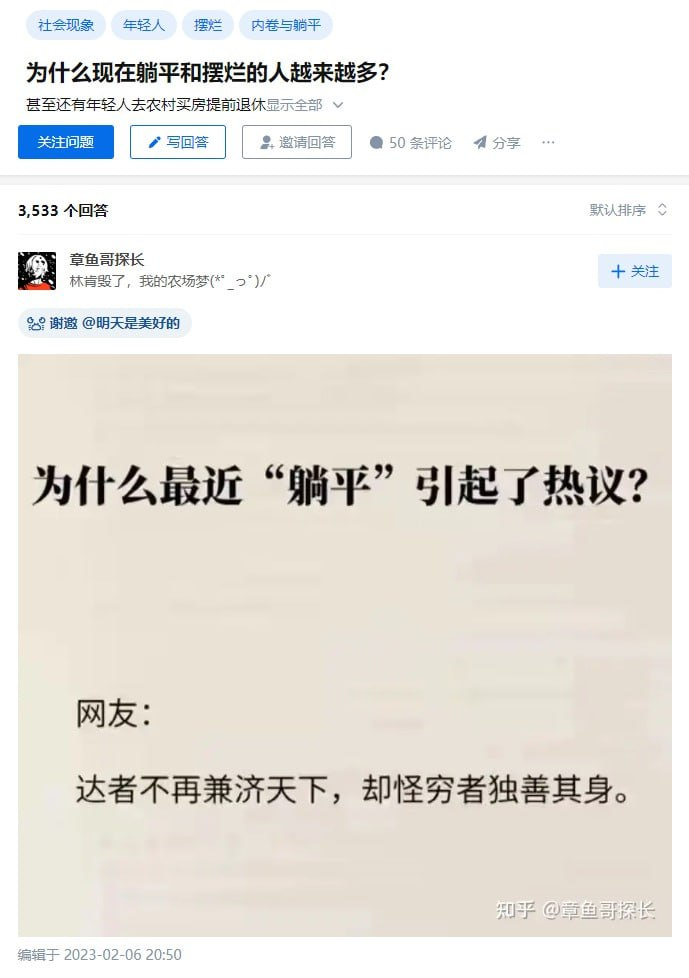 社会现象 年轻人 摆烂 内卷与躺平
为什么现在躺平和摆烂的人越来越多？
甚至还有年轻人去农村买房提前退休显示全部
关注问题 写回答 邀请回答 50 条评论 分享 ···
3,533 个回答 默认排序
章鱼哥探长
林肯毁了，我的农场梦(*ﾟ_っﾟ)/ﾞ
+ 关注
谢邀 @明天是美好的
为什么最近“躺平”引起了热议？
网友：
达者不再兼济天下，却怪穷者独善其身。
知乎 @章鱼哥探长
编辑于 2023-02-06 20:50